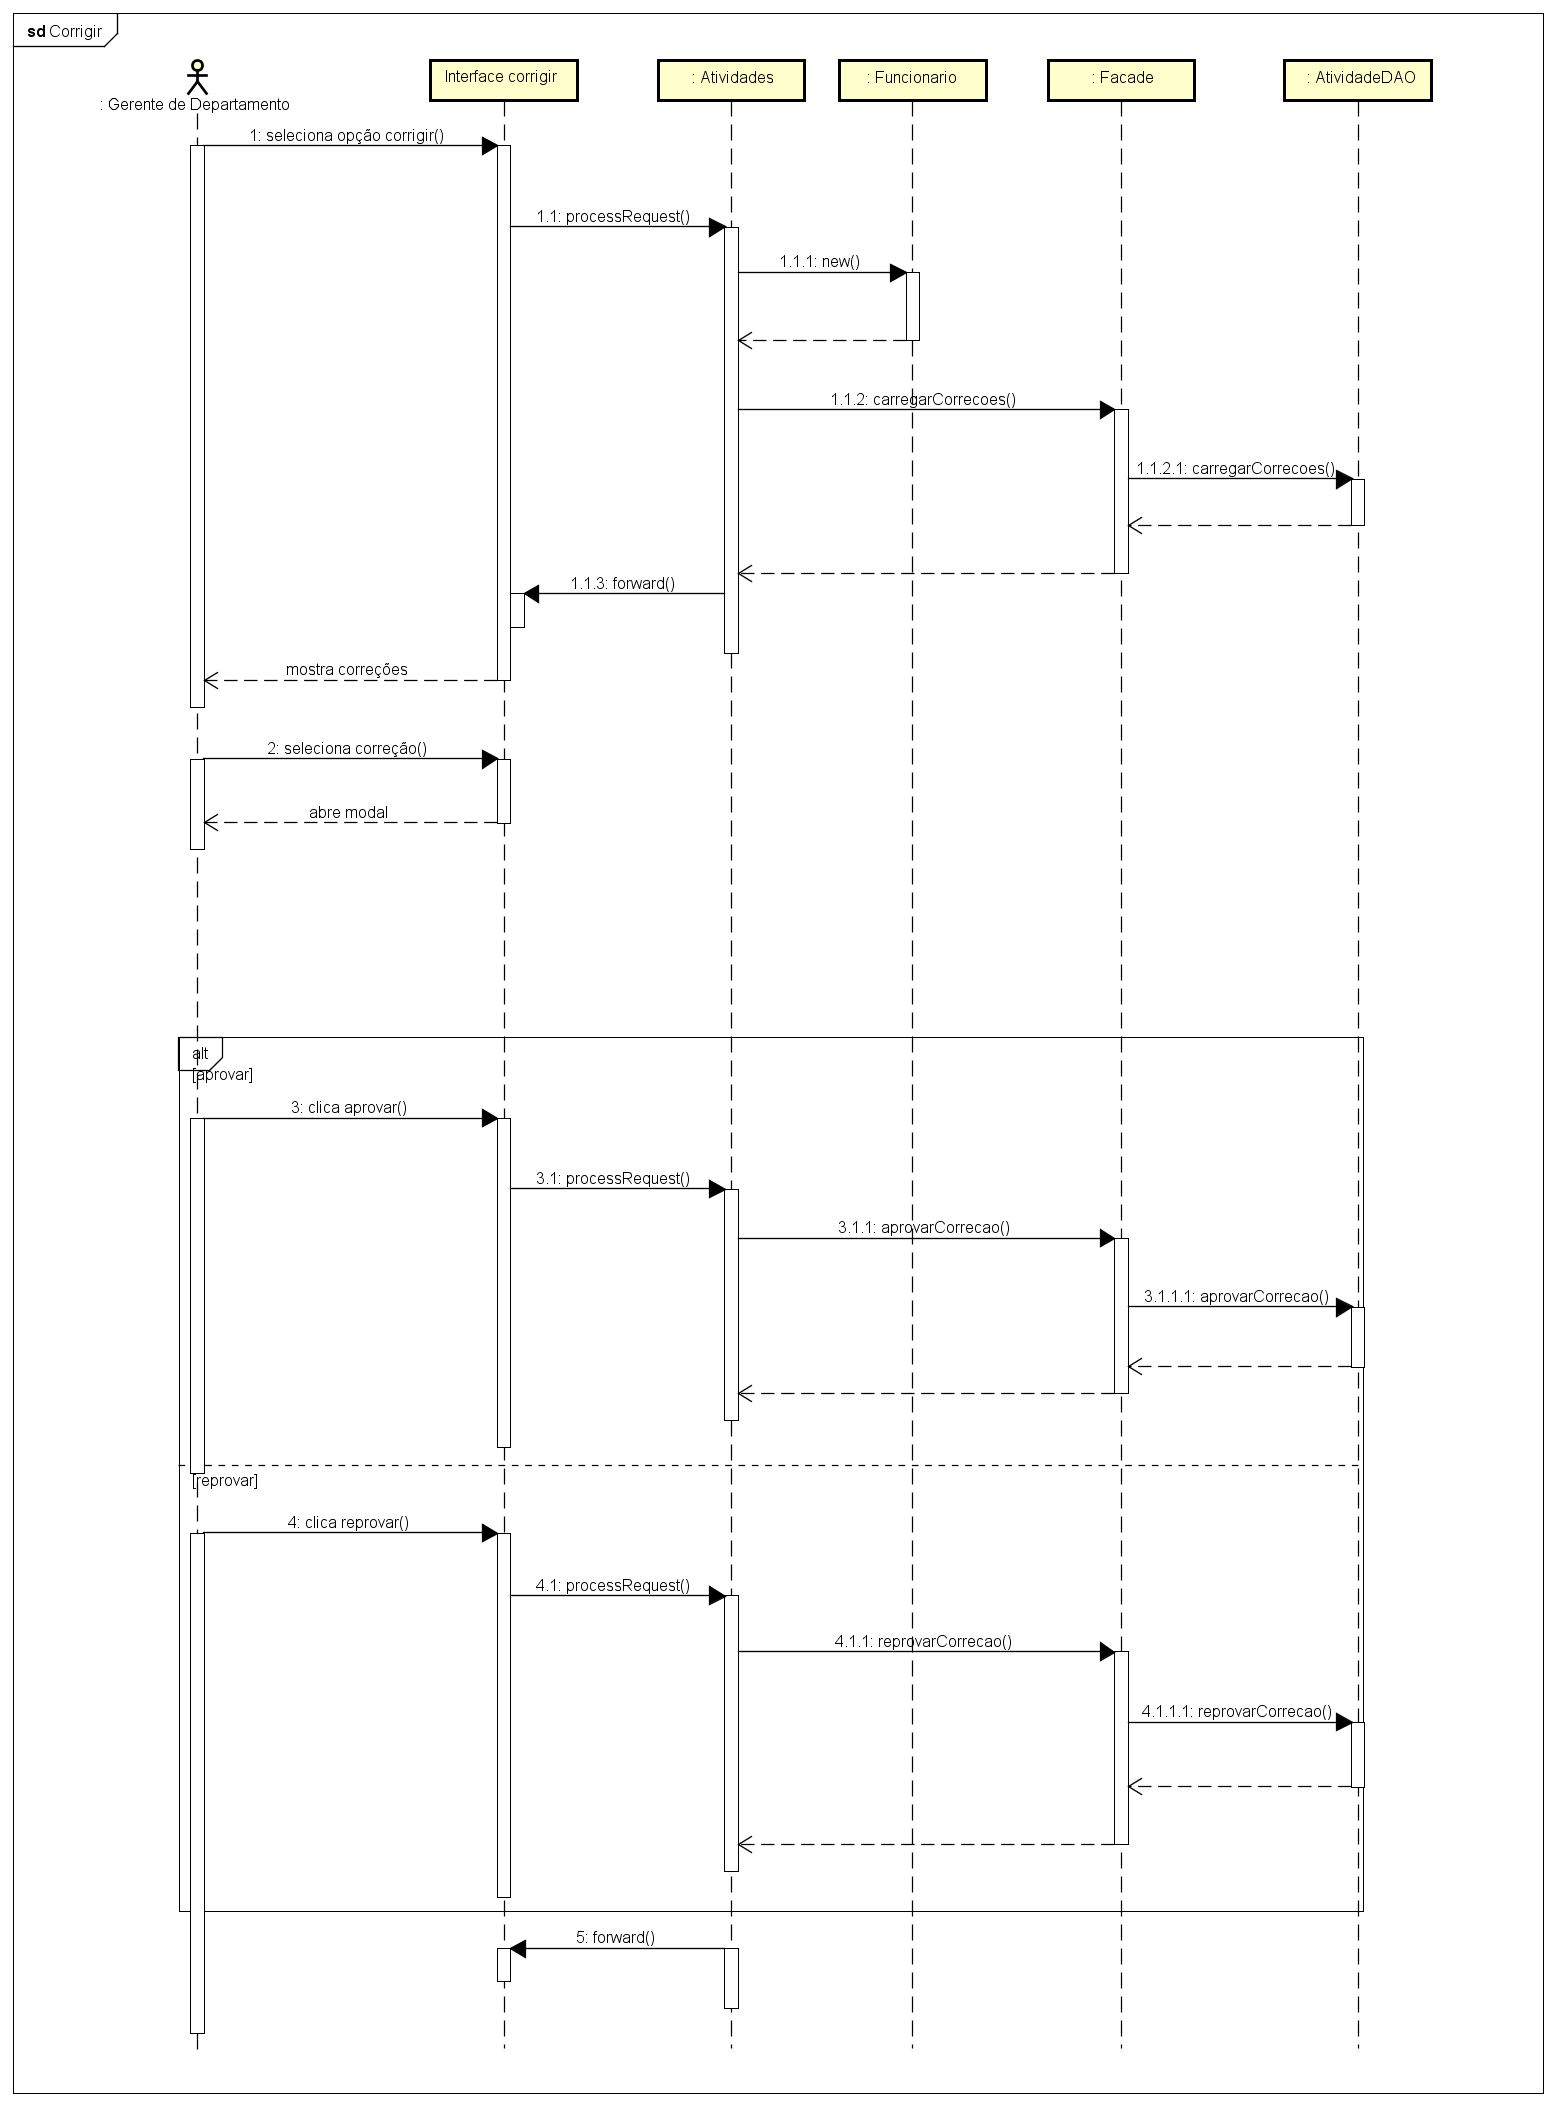 sd Corrigir
: Gerente de Departamento
Interface corrigir
: Atividades
: Funcionario
: Facade
: AtividadeDAO
1: seleciona opção corrigir()
1.1: processRequest()
1.1.1: new()
1.1.2: carregarCorrecoes()
1.1.2.1: carregarCorrecoes()
1.1.3: forward()
mostra correções
2: seleciona correção()
abre modal
alt
[aprovar]
3: clica aprovar()
3.1: processRequest()
3.1.1: aprovarCorrecao()
3.1.1.1: aprovarCorrecao()
[reprovar]
4: clica reprovar()
4.1: processRequest()
4.1.1: reprovarCorrecao()
4.1.1.1: reprovarCorrecao()
5: forward()